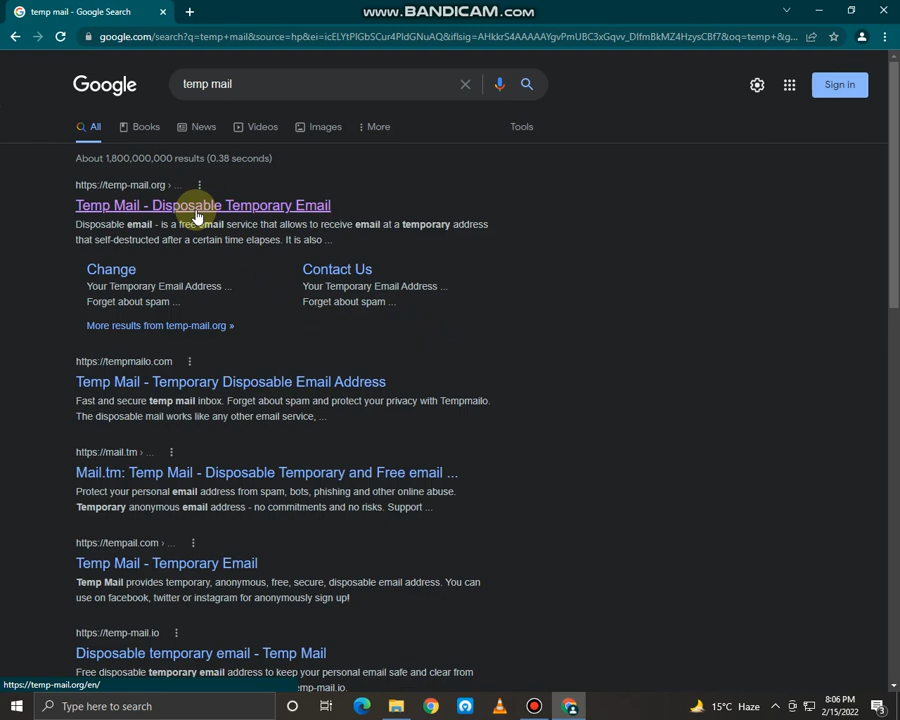 temp mail - Google Search
www.BANDICAM.com
google.com/search?q=temp+mail&source=hp&ei=icELYtPIGbSCur4PldGNuAQ&iflsig=AHkkrS4AAAAAYgvPmUBC3xGqvv_DIfmBkMZ4HzysCBf7&oq=temp+&g...
Google
temp mail
Sign in
All
Books
News
Videos
Images
More
Tools
About 1,800,000,000 results (0.38 seconds)
https://temp-mail.org › ...
Temp Mail - Disposable Temporary Email
Disposable email - is a free email service that allows to receive email at a temporary address
that self-destructed after a certain time elapses. It is also ...
Change
Contact Us
Your Temporary Email Address ...
Your Temporary Email Address ...
Forget about spam ...
Forget about spam ...
More results from temp-mail.org »
https://tempmailo.com
Temp Mail - Temporary Disposable Email Address
Fast and secure temp mail inbox. Forget about spam and protect your privacy with Tempmailo.
The disposable mail works like any other email service, ...
https://mail.tm › ...
Mail.tm: Temp Mail - Disposable Temporary and Free email ...
Protect your personal email address from spam, bots, phishing and other online abuse.
Temporary anonymous email address - no commitments and no risks. Support ...
https://tempail.com › ...
Temp Mail - Temporary Email
Temp Mail provides temporary, anonymous, free, secure, disposable email address. You can
use on facebook, twitter or instagram for anonymously sign up!
https://temp-mail.io
Disposable temporary email - Temp Mail
Free disposable temporary email address to keep your personal email safe and clear from
https://temp-mail.org/en/
temp-mail.io.
Type here to search
15°C Haze
8:06 PM
2/15/2022
3